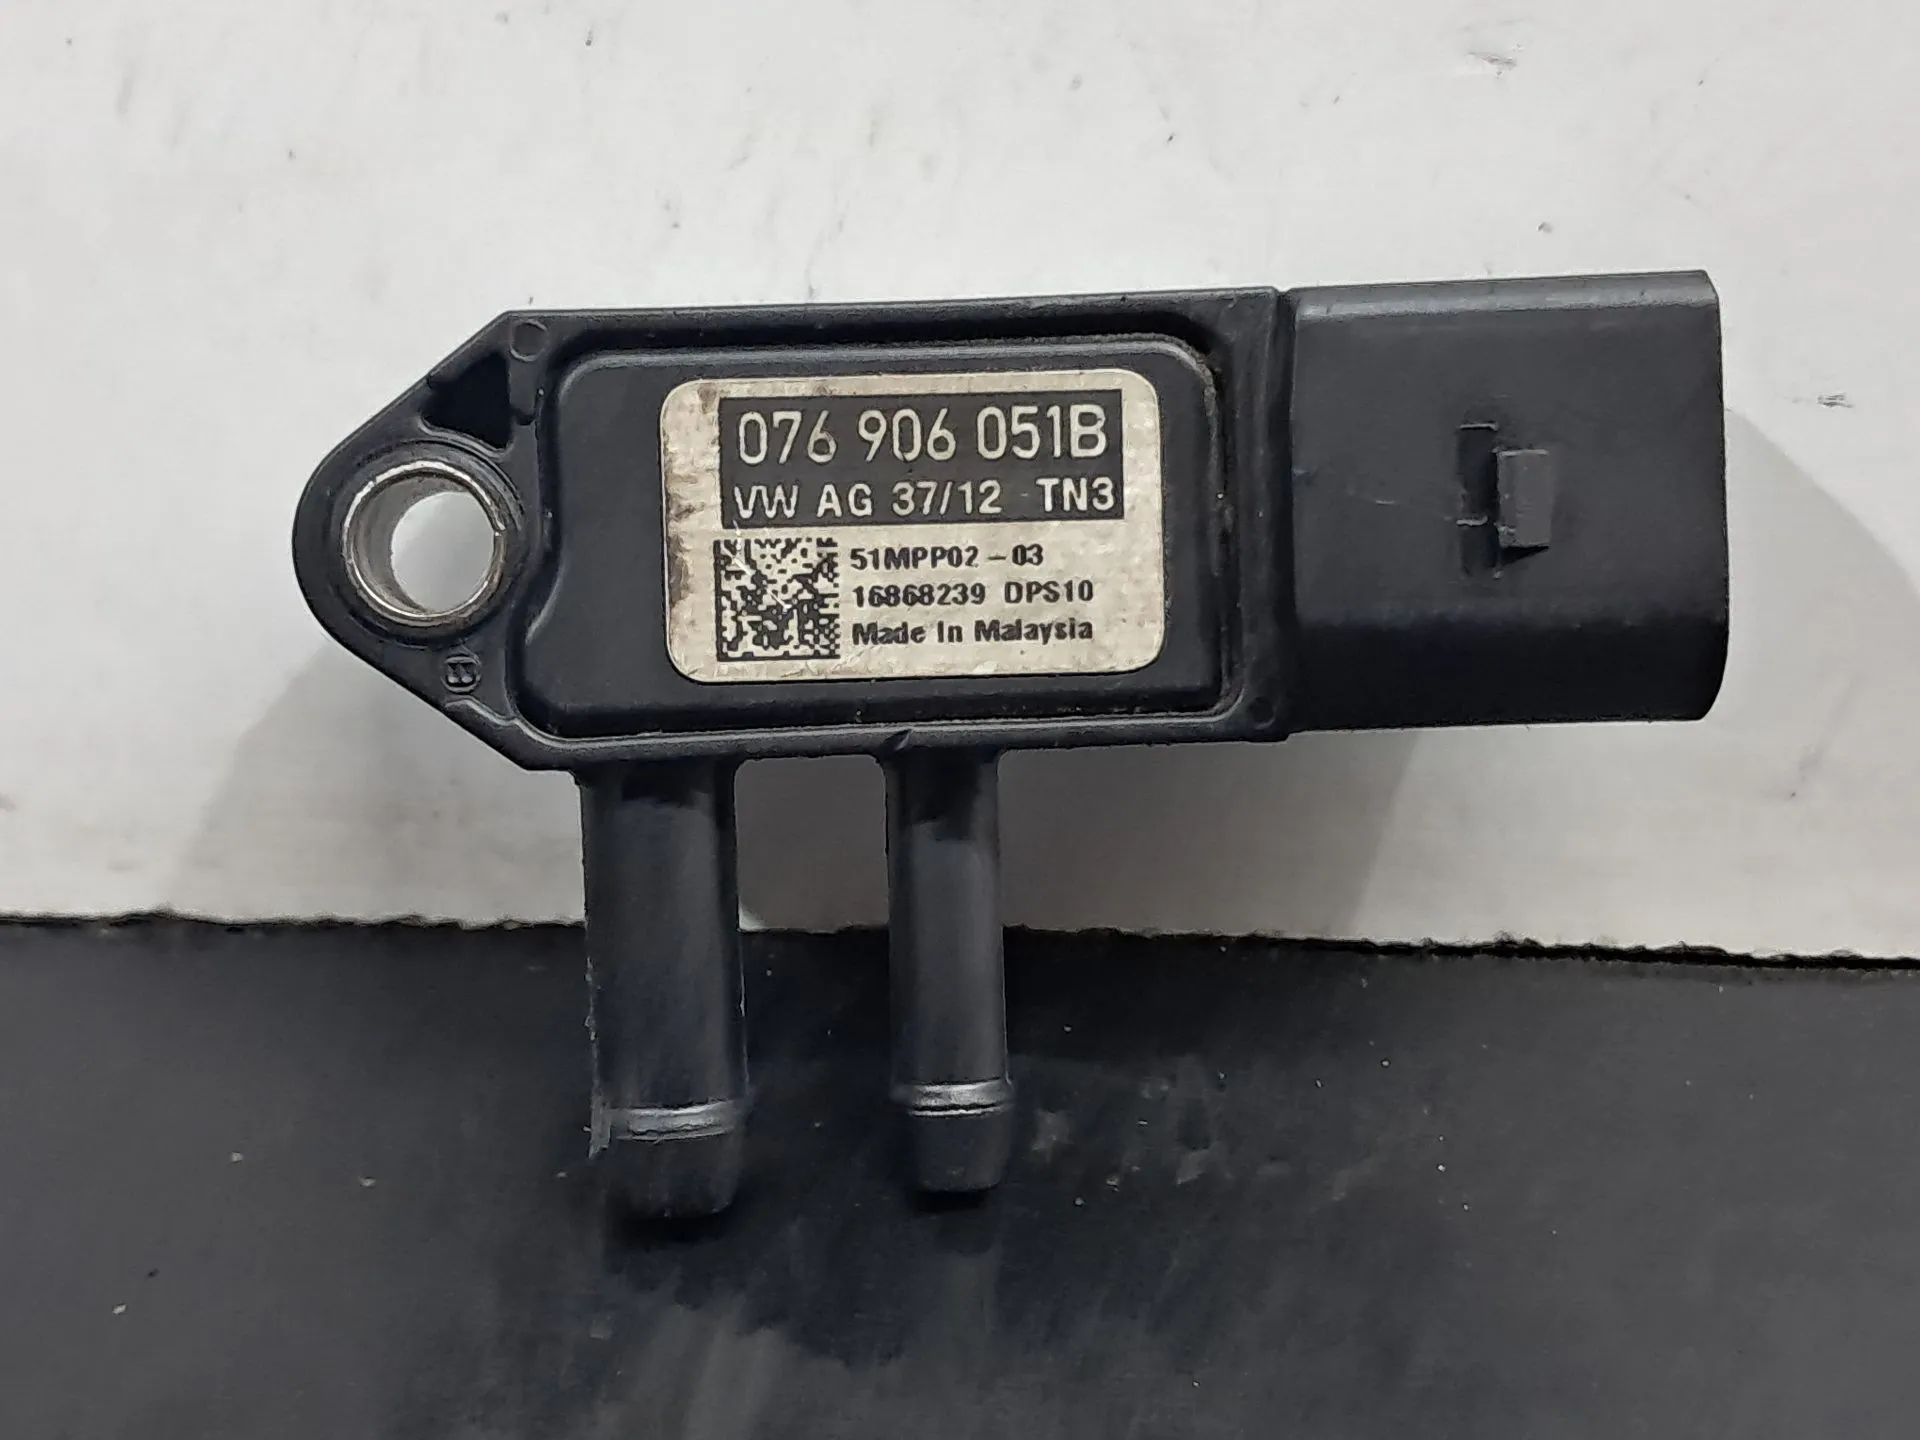 076 906 051B
VW AG 37/12 TN3
51MPP02-03
16868239 DPS10
Made In Malaysia